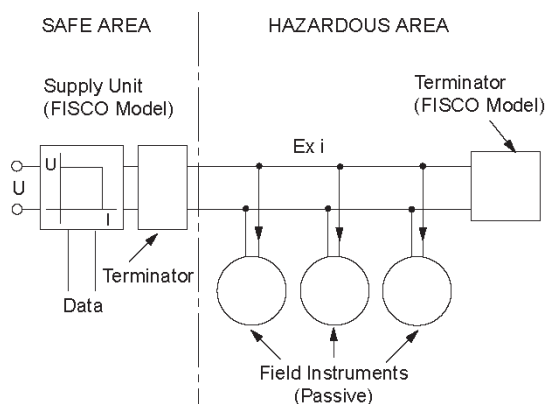 SAFE AREA
HAZARDOUS AREA
Supply Unit
(FISCO Model)
Terminator
(FISCO Model)
Ex i
U
U
I
Terminator
Data
Field Instruments
(Passive)